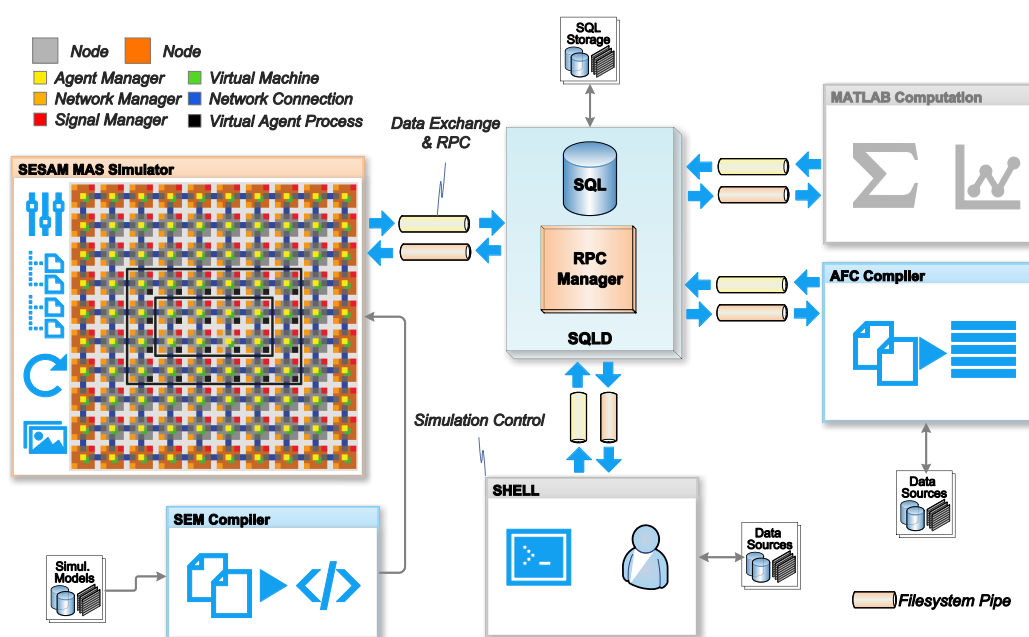 SQL
Storage
Node
Node
Agent Manager
Virtual Machine
Network Manager
Network Connection
Signal Manager
Virtual Agent Process
Data Exchange
& RPC
MATLAB Computation
SESAM MAS Simulator
SQL
RPC
Manager
SQLD
AFC Compiler
Simulation Control
SHELL
Data
Sources
SEM Compiler
Data
Sources
Simul.
Models
Filesystem Pipe